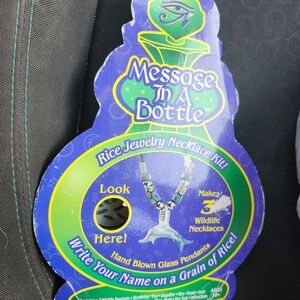 Message
In A
Bottle
Rice Jewelry Necklace Kit!
Look
Here!
Makes
3
Wildlife
Necklaces
Hand Blown Glass Pendants
Write Your Name on a Grain of Rice!
AGES